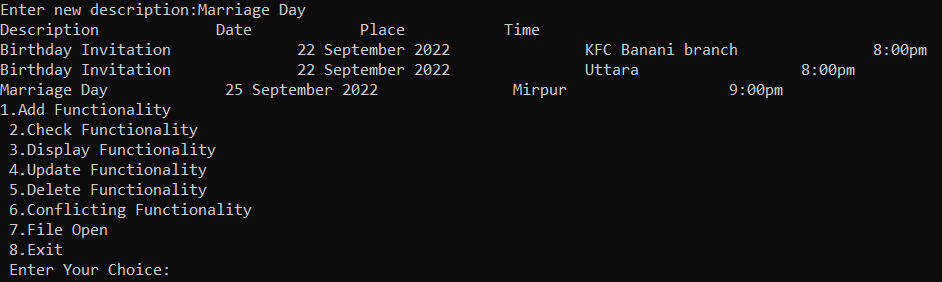 Enter new description:Marriage Day
Description Date Place Time
Birthday Invitation 22 September 2022 KFC Banani branch 8:00pm
Birthday Invitation 22 September 2022 Uttara 8:00pm
Marriage Day 25 September 2022 Mirpur 9:00pm
1.Add Functionality
2.Check Functionality
3.Display Functionality
4.Update Functionality
5.Delete Functionality
6.Conflicting Functionality
7.File Open
8.Exit
Enter Your Choice: